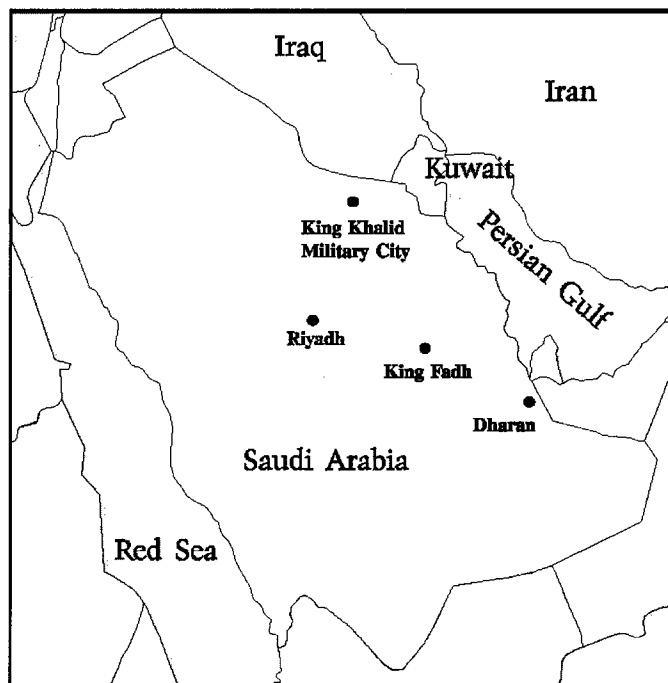 Iraq
Iran
Kuwait
Persian Gulf
King Khalid
Military City
Riyadh
King Fadh
Dharan
Saudi Arabia
Red Sea